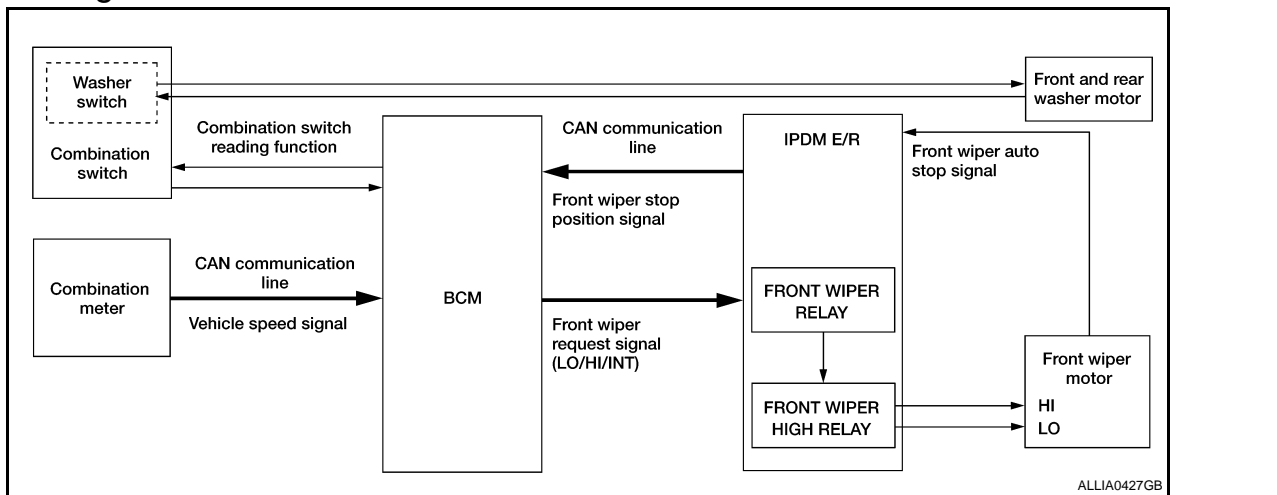 Washer
switch
Combination
switch
Combination switch
reading function
Combination
meter
CAN communication
line
Vehicle speed signal
BCM
CAN communication
line
Front wiper stop
position signal
Front wiper
request signal
(LO/HI/INT)
IPDM E/R
FRONT WIPER
RELAY
FRONT WIPER
HIGH RELAY
Front and rear
washer motor
Front wiper auto
stop signal
Front wiper
motor
HI
LO
ALLIA0427GB